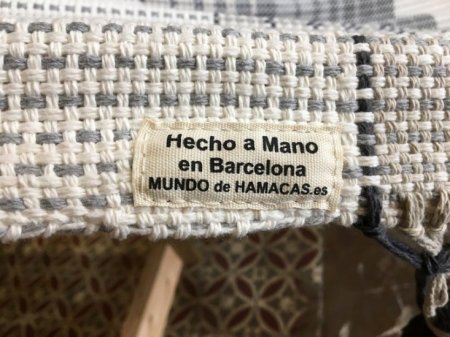 Hecho a Mano
en Barcelona
MUNDO de HAMACAS.es